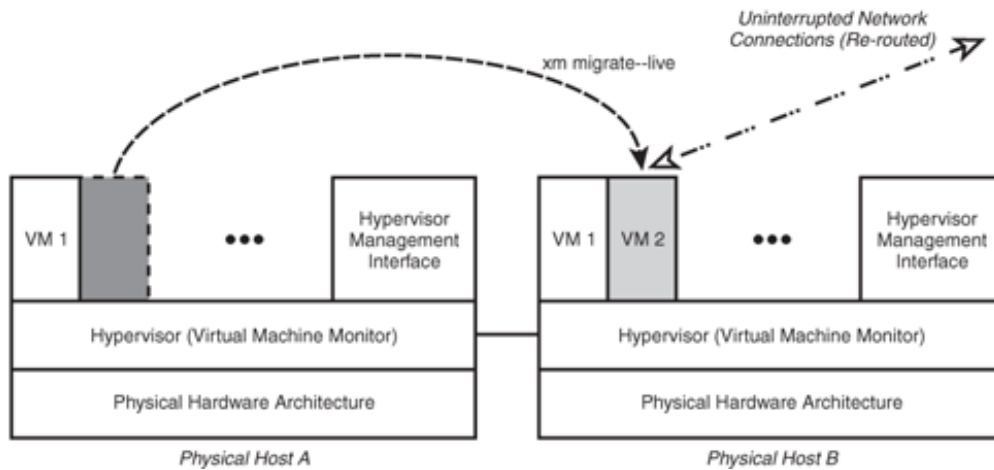 Uninterrupted Network
Connections (Re-routed)
xm migrate--live
VM 1
Hypervisor
Management
Interface
VM 1
VM 2
Hypervisor
Management
Interface
Hypervisor (Virtual Machine Monitor)
Hypervisor (Virtual Machine Monitor)
Physical Hardware Architecture
Physical Hardware Architecture
Physical Host A
Physical Host B